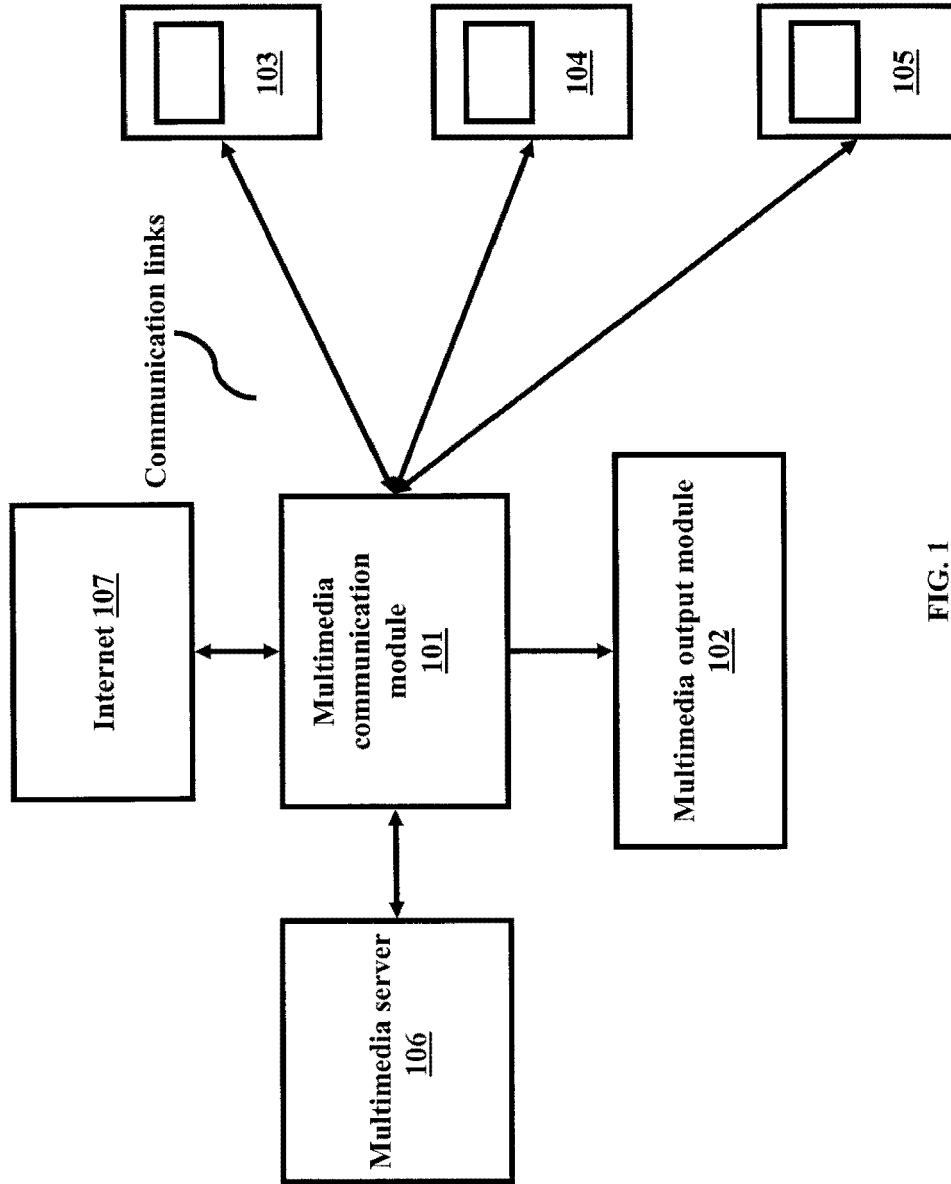 Multimedia server
106
Internet 107
Multimedia
communication
module
101
Multimedia output module
102
Communication links
103
104
105
FIG. 1